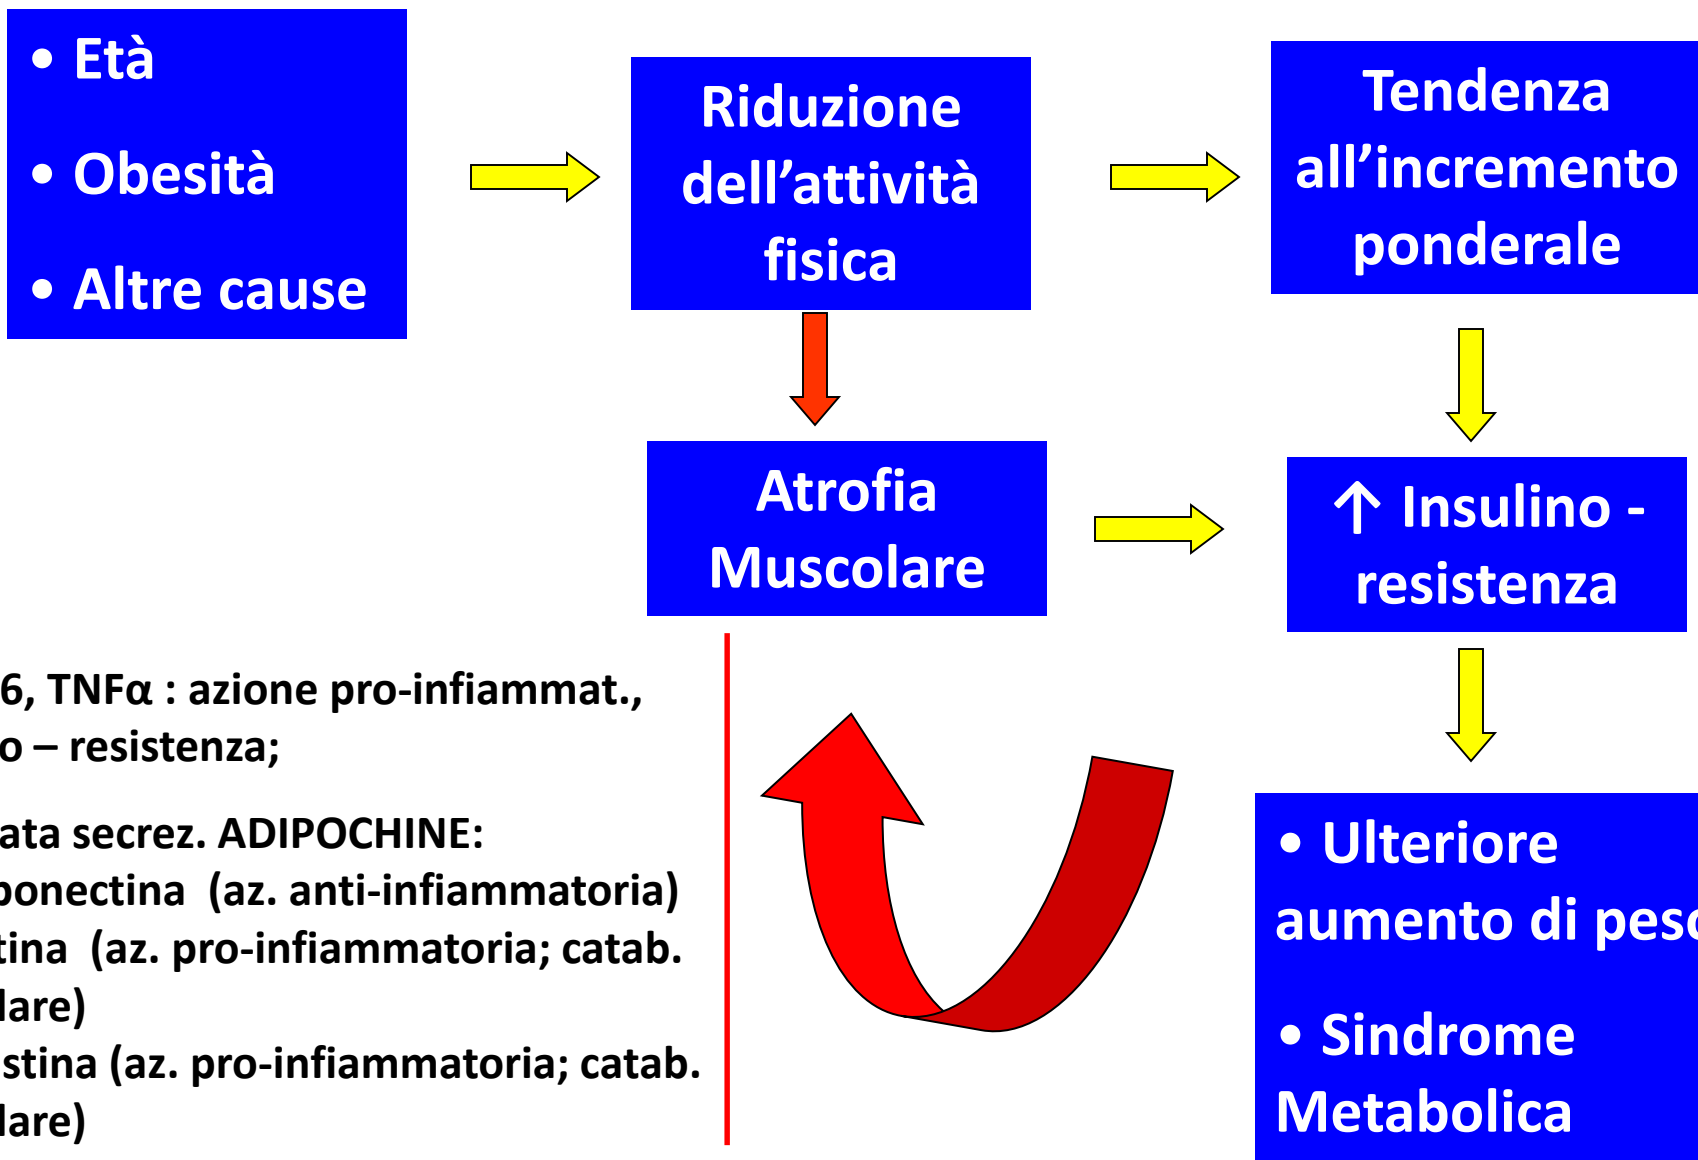 • Età
• Obesità
• Altre cause
Riduzione
dell’attività
fisica
Tendenza
all’incremento
ponderale
Atrofia
Muscolare
↑ Insulino -
resistenza
6, TNFα : azione pro-infiammat.,
o – resistenza;
ata secrez. ADIPOCHINE:
ponectina (az. anti-infiammatoria)
tina (az. pro-infiammatoria; catab.
lare)
stina (az. pro-infiammatoria; catab.
lare)
• Ulteriore
aumento di peso
• Sindrome
Metabolica